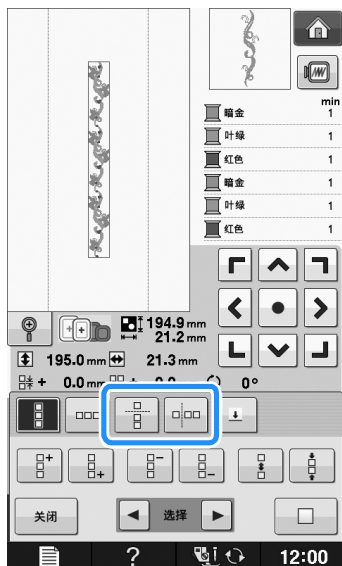 min
暗金 1
叶绿 1
红色 1
暗金 1
叶绿 1
红色 1
194.9 mm
21.2 mm
195.0 mm 21.3 mm
+ 0.0 mm 0°
关闭 选择
? 12:00